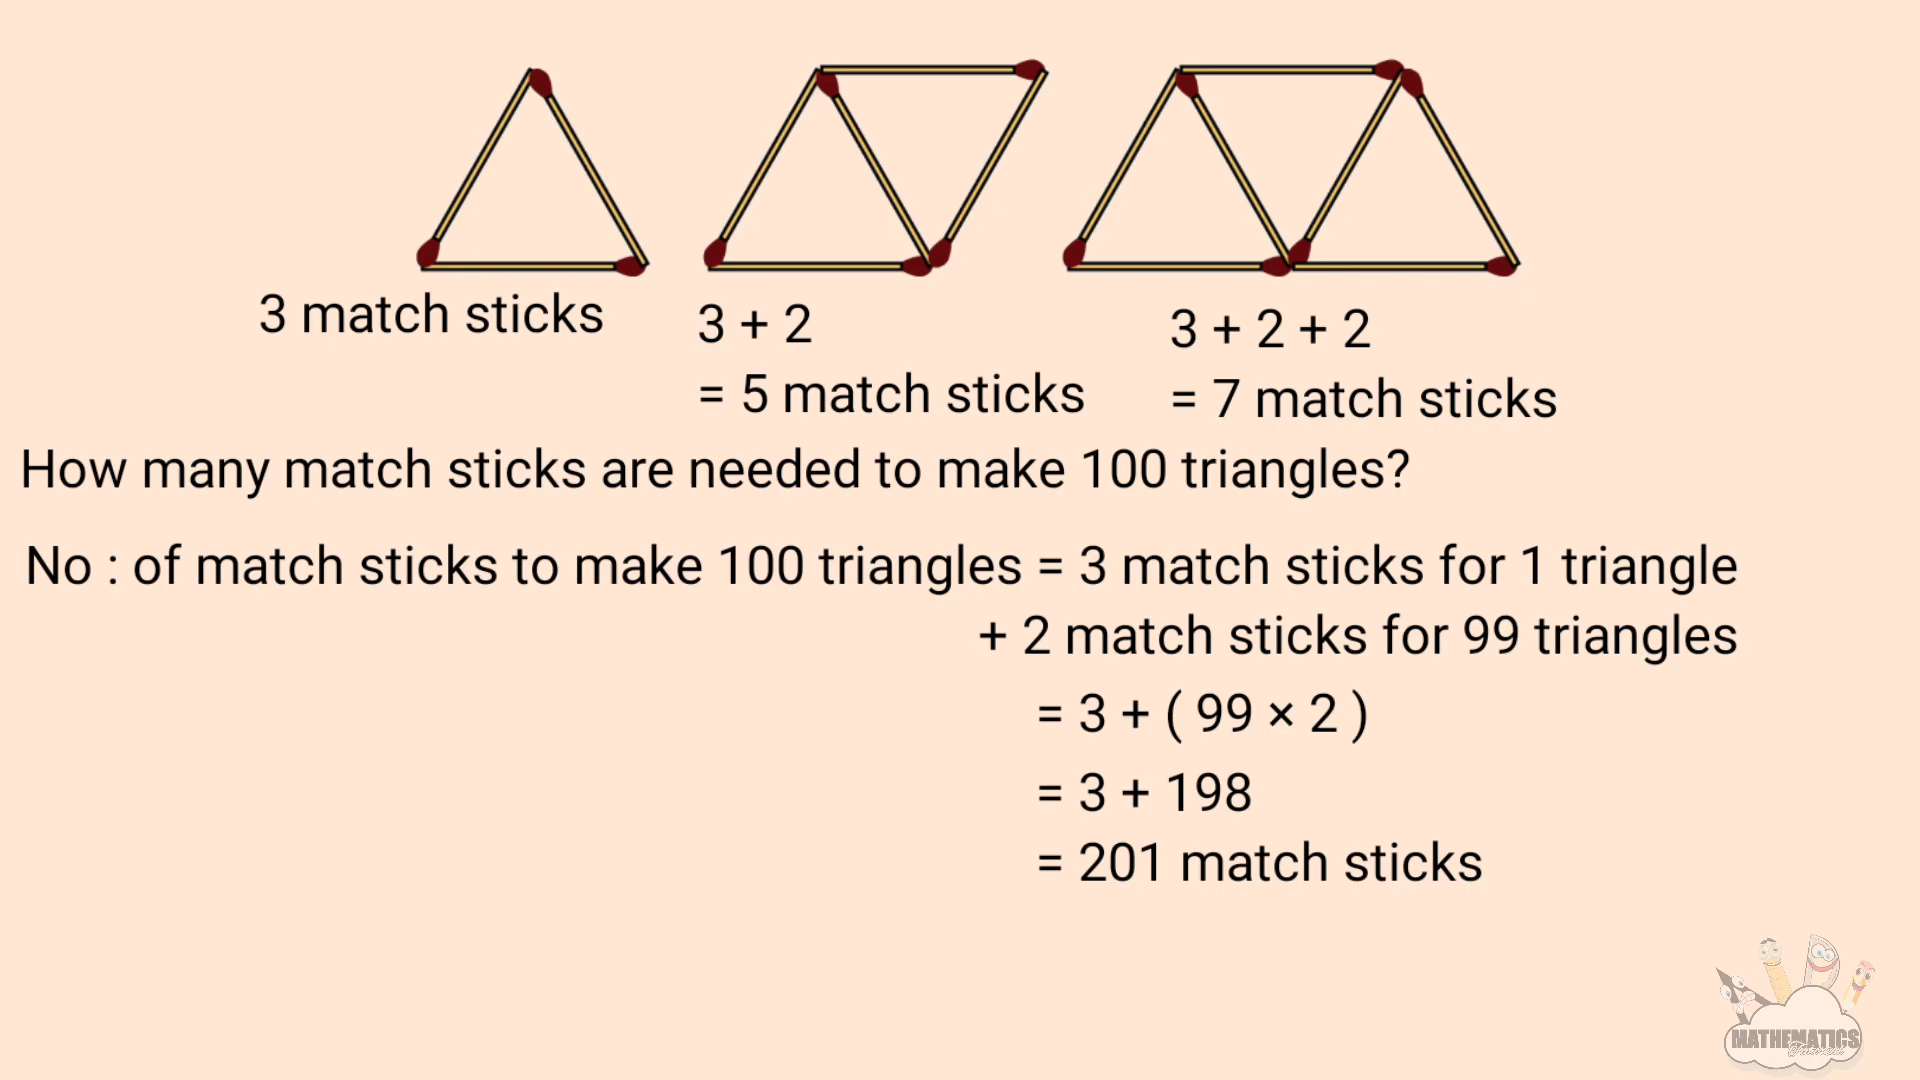 3 match sticks
3 + 2
= 5 match sticks
3 + 2 + 2
= 7 match sticks
How many match sticks are needed to make 100 triangles?
No : of match sticks to make 100 triangles = 3 match sticks for 1 triangle
+ 2 match sticks for 99 triangles
= 3 + ( 99 × 2 )
= 3 + 198
= 201 match sticks
MATHEMATICS